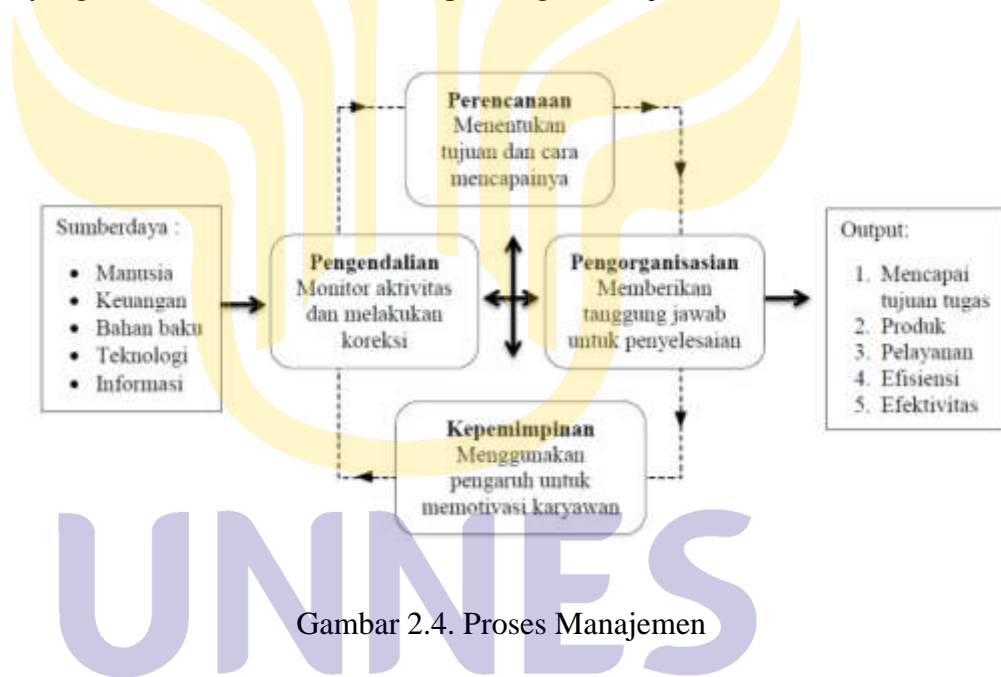 Perencanaan
Menentukan
tujuan dan cara
mencapainya
Sumberdaya :
• Manusia
• Keuangan
• Bahan baku
• Teknologi
• Informasi
Pengendalian
Monitor aktivitas
dan melakukan
koreksi
Pengorganisasian
Memberikan
tanggung jawab
untuk penyelesaian
Output:
1. Mencapai
tujuan tugas
2. Produk
3. Pelayanan
4. Efisiensi
5. Efektivitas
Kepemimpinan
Menggunakan
pengaruh untuk
memotivasi karyawan
UNNES
Gambar 2.4. Proses Manajemen